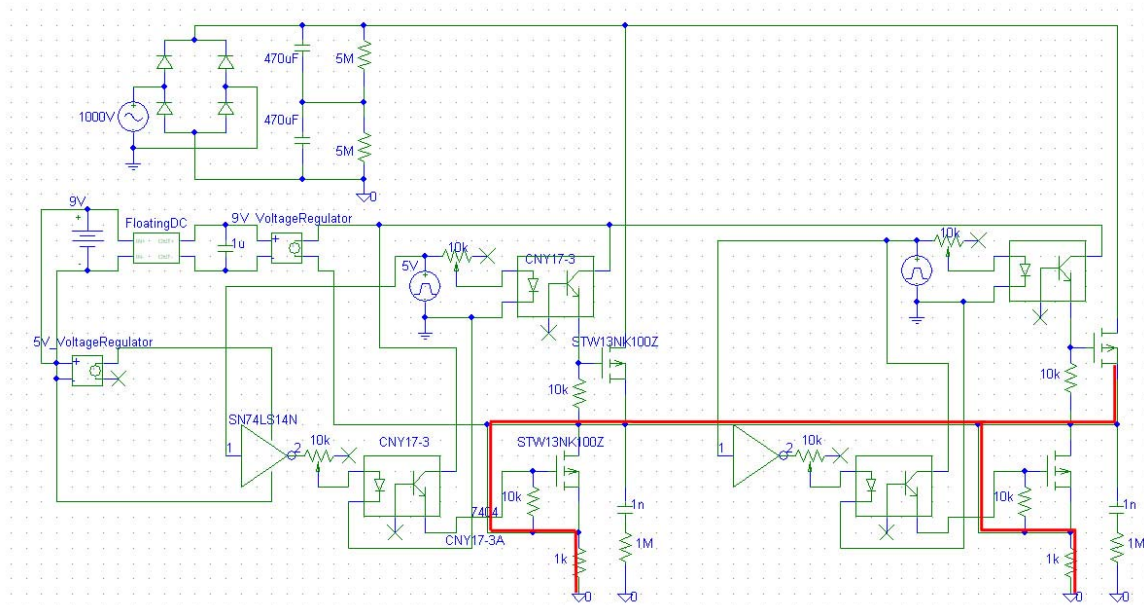 470uF
5M
1000V
470uF
5M
0
9V
FloatingDC
9V_VoltageRegulator
1u
10k
10k
5V
CNY17-3
5V_VoltageRegulator
STW13NK100Z
10k
10k
SN74LS14N
10k
CNY17-3
STW13NK100Z
10k
1
2
1
2
10k
10k
7404
1n
1n
CNY17-3A
1k
1M
1k
1M
0
0
0
0